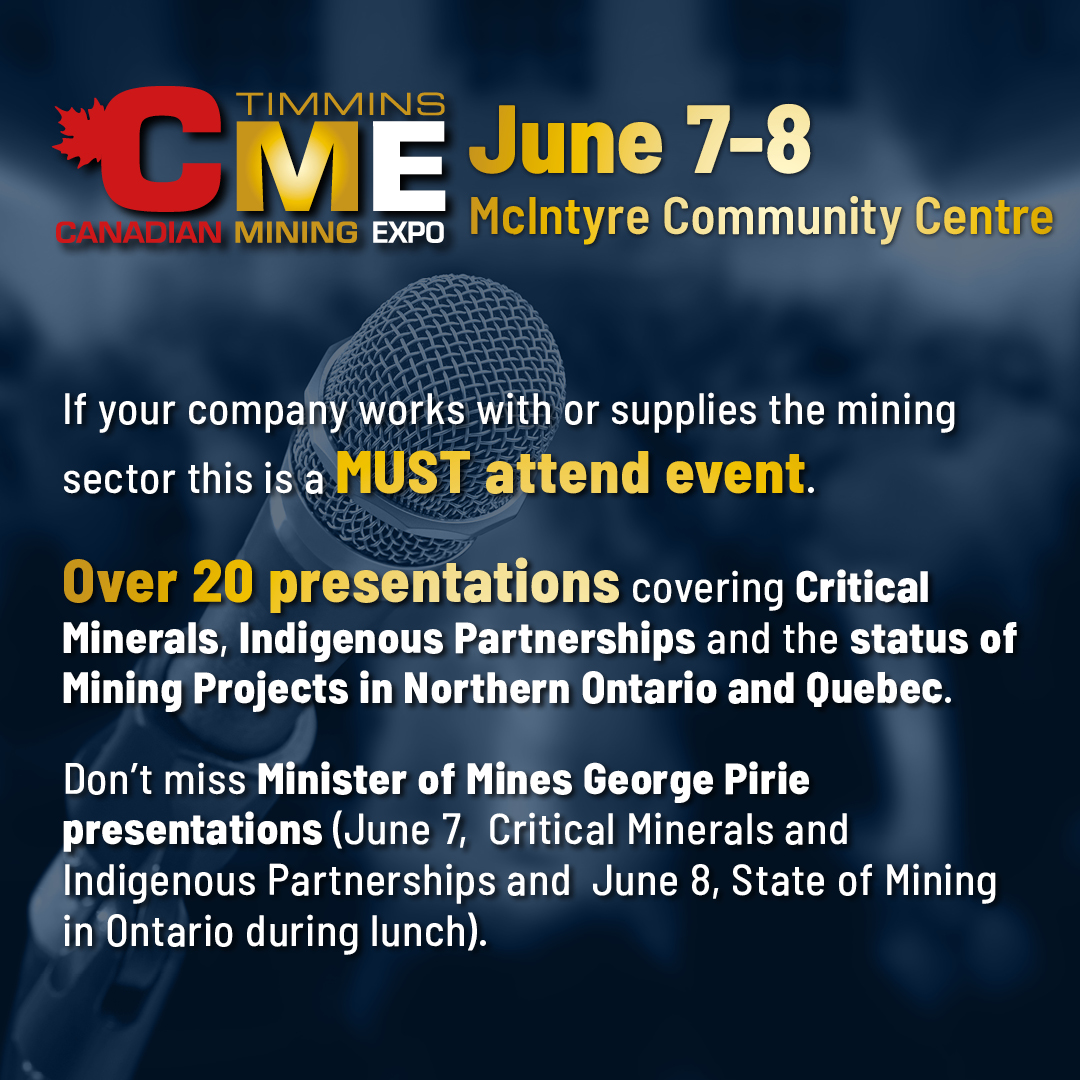 TIMMINS
CME
CANADIAN MINING EXPO
June 7-8
McIntyre Community Centre
If your company works with or supplies the mining
sector this is a MUST attend event.
Over 20 presentations covering Critical
Minerals, Indigenous Partnerships and the status of
Mining Projects in Northern Ontario and Quebec.
Don’t miss Minister of Mines George Pirie
presentations (June 7,  Critical Minerals and
Indigenous Partnerships and  June 8, State of Mining
in Ontario during lunch).